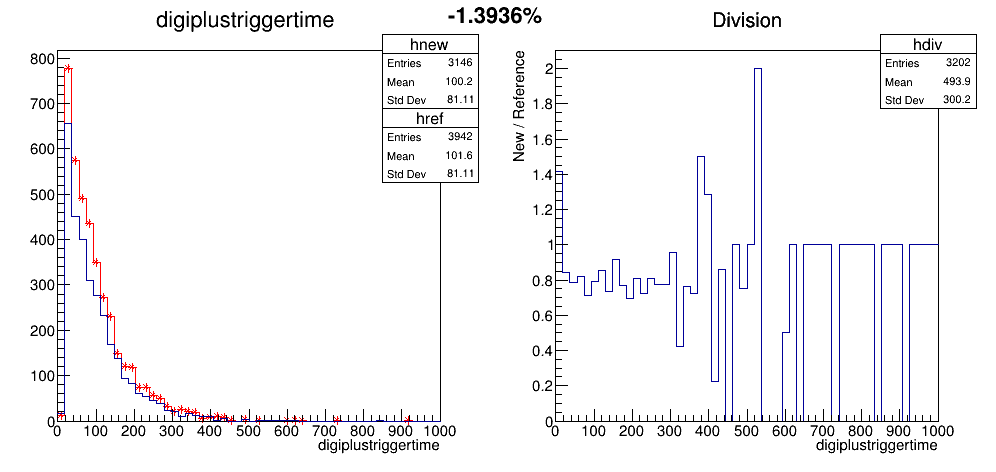 digiplustriggertime
-1.3936%
Division
hnew
Entries 3146
Mean 100.2
Std Dev 81.11
href
Entries 3942
Mean 101.6
Std Dev 81.11
800
700
600
500
400
300
200
100
0
0 100 200 300 400 500 600 700 800 900 1000
digiplustriggertime
hdiv
Entries 3202
Mean 493.9
Std Dev 300.2
New / Reference
2
1.8
1.6
1.4
1.2
1
0.8
0.6
0.4
0.2
0
0 100 200 300 400 500 600 700 800 900 1000
digiplustriggertime